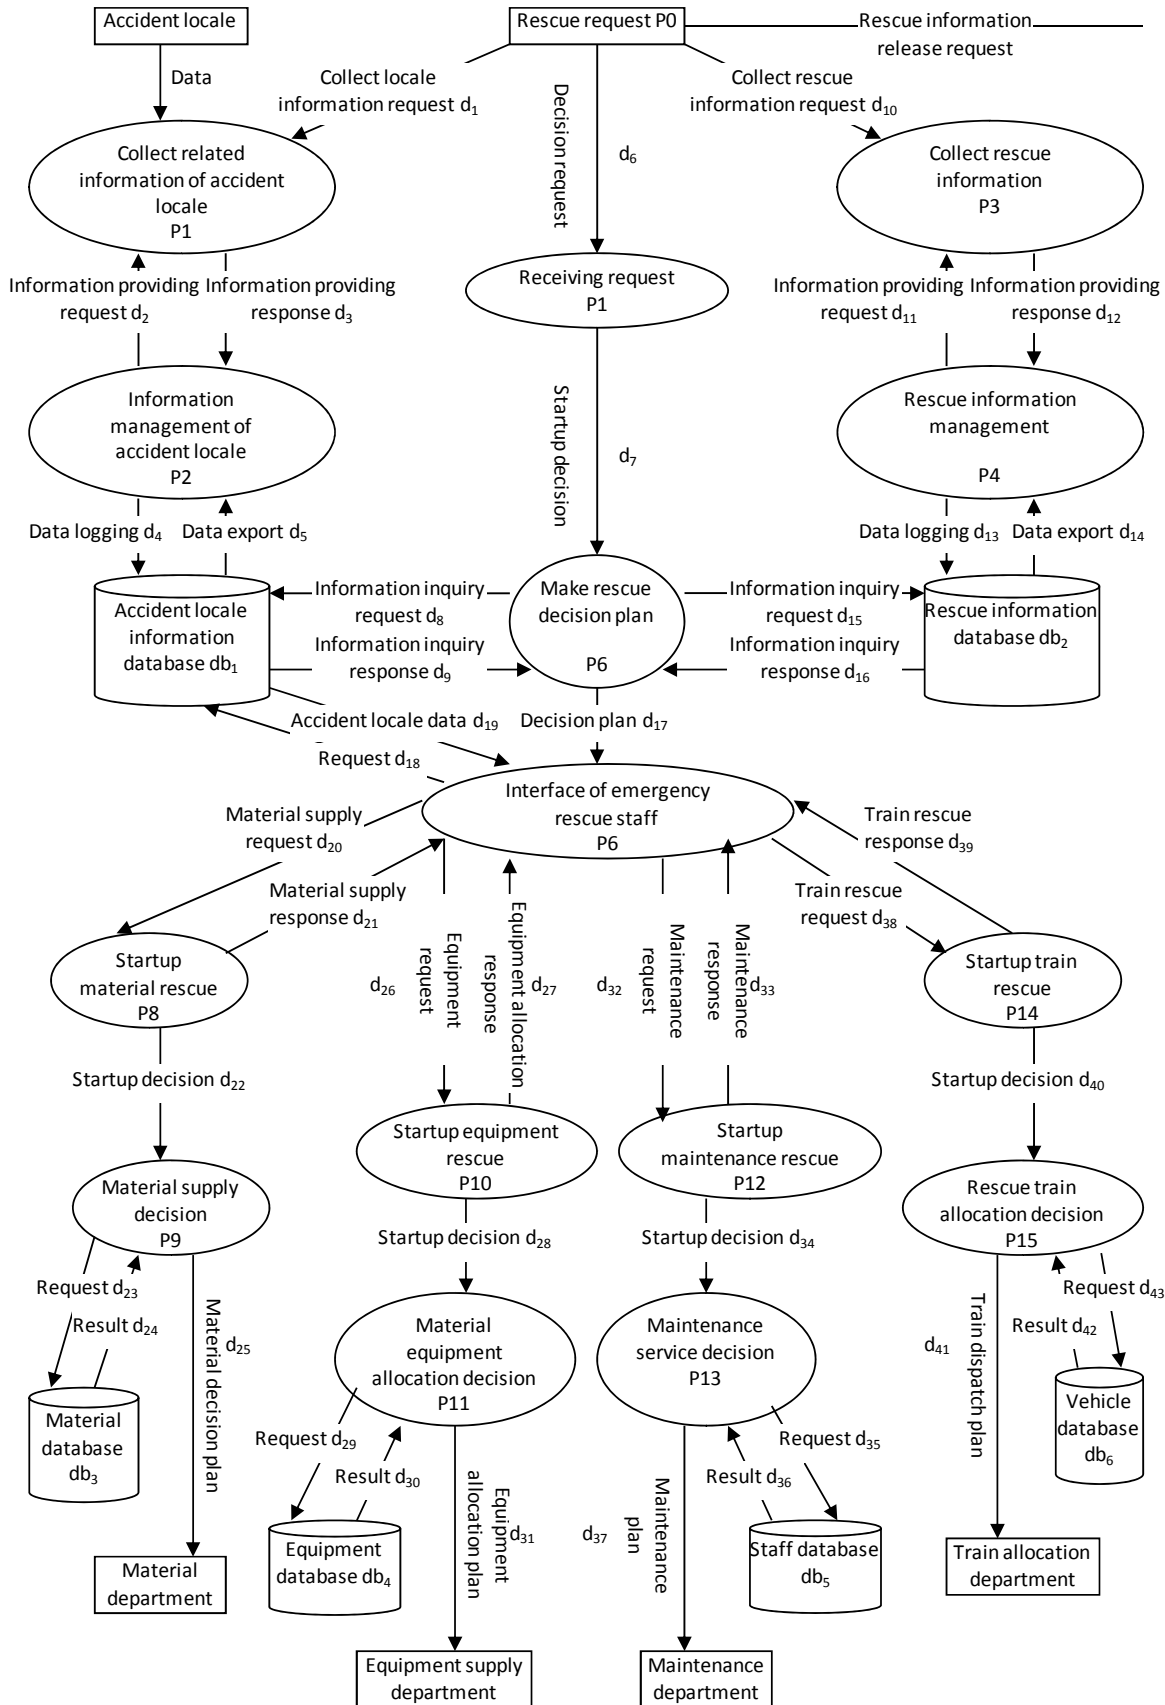 Accident locale
Rescue request P0
Rescue information
release request
Data
Collect locale
information request d1
Decision request
d6
Collect rescue
information request d10
Collect related
information of accident
locale
P1
Collect rescue
information
P3
Receiving request
P1
Information providing
request d2
Information providing
response d3
Information providing
request d11
Information providing
response d12
Information
management of
accident locale
P2
Startup decision
d7
Rescue information
management
P4
Data logging d4
Data export d5
Data logging d13
Data export d14
Accident locale
information
database db1
Information inquiry
request d8
Information inquiry
response d9
Make rescue
decision plan
P6
Information inquiry
request d15
Information inquiry
response d16
Rescue information
database db2
Accident locale data d19
Request d18
Decision plan d17
Interface of emergency
rescue staff
P6
Material supply
request d20
Material supply
response d21
Train rescue
response d39
Train rescue
request d38
d26
Equipment
request
Equipment allocation
response
d27
d32
Maintenance
request
Maintenance
response
d33
Startup
material rescue
P8
Startup train
rescue
P14
Startup decision d22
Startup decision d40
Startup equipment
rescue
P10
Startup
maintenance rescue
P12
Material supply
decision
P9
Rescue train
allocation decision
P15
Startup decision d28
Startup decision d34
Request d23
Result d24
Material decision plan
d25
Material
equipment
allocation decision
P11
Maintenance
service decision
P13
d41
Train dispatch plan
Request d43
Result d42
Material
database
db3
Vehicle
database
db6
Request d29
Result d30
Equipment
allocation plan
d31
Request d35
Result d36
d37
Maintenance
plan
Equipment
database db4
Staff database
db5
Material
department
Train allocation
department
Equipment supply
department
Maintenance
department